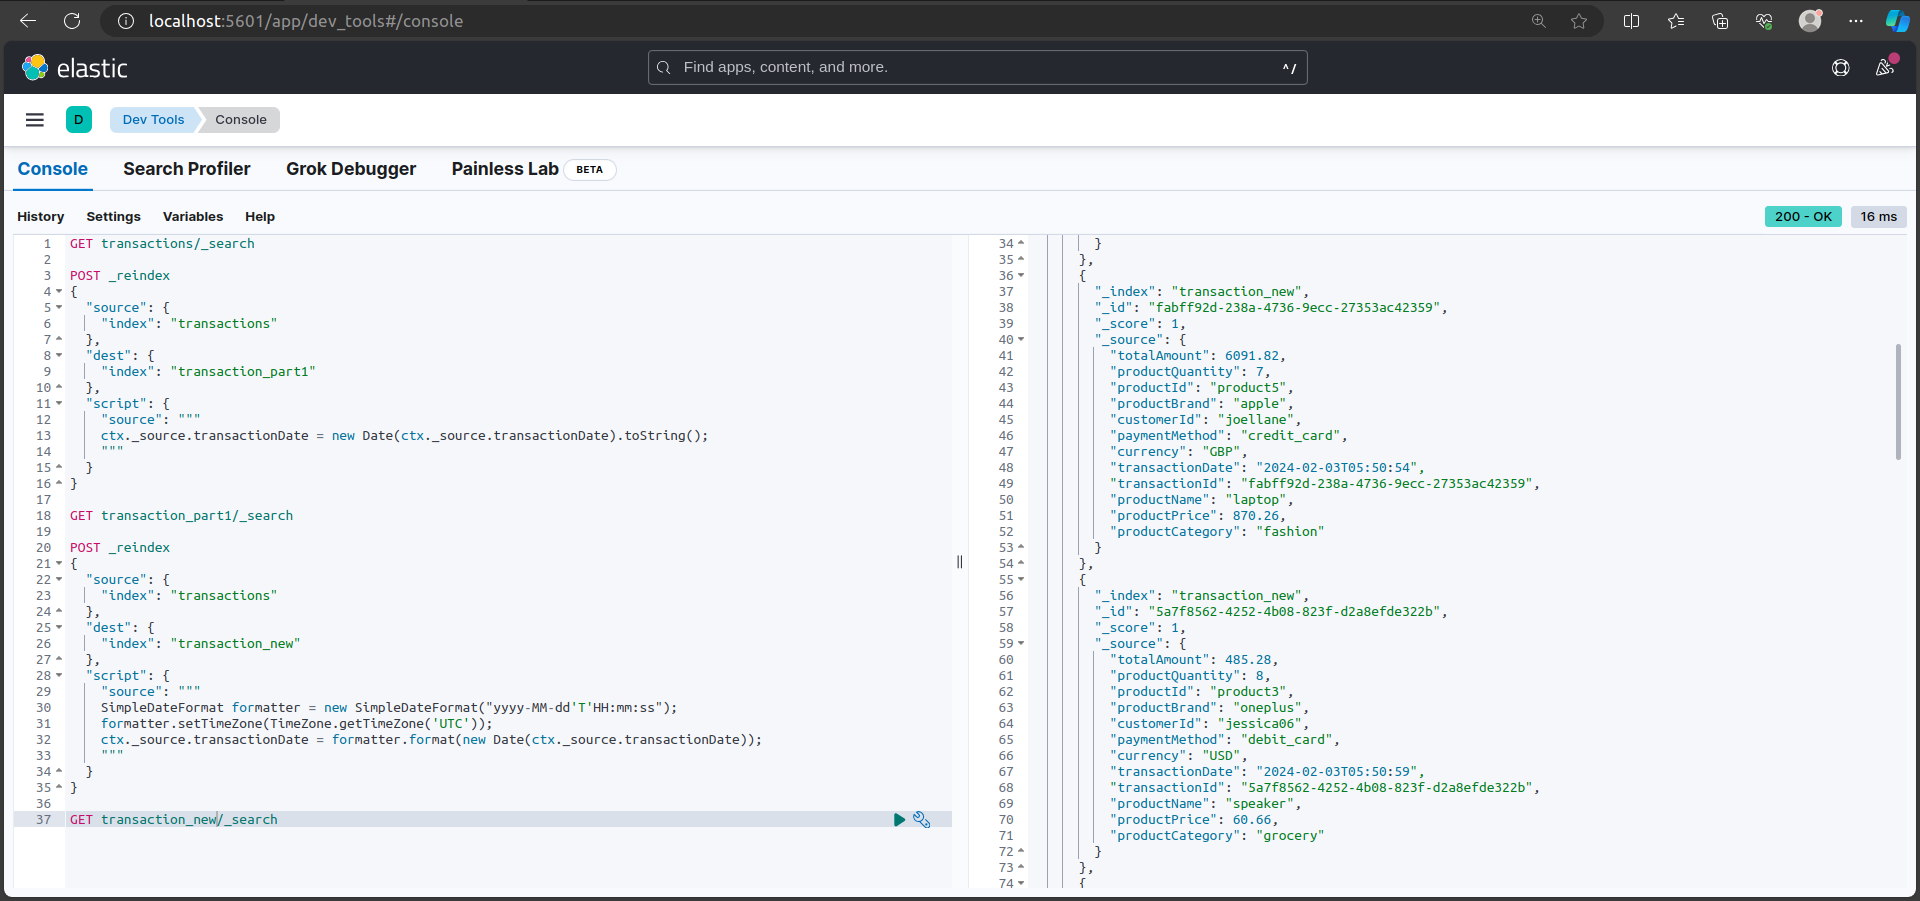 localhost:5601/app/dev_tools#/console
elastic
Find apps, content, and more.
^/
D
Dev Tools
Console
Console
Search Profiler
Grok Debugger
Painless Lab
BETA
History
Settings
Variables
Help
200 - OK
16 ms
1 GET transactions/_search
2
3 POST _reindex
4 {
5 "source": {
6 "index": "transactions"
7 },
8 "dest": {
9 "index": "transaction_part1"
10 },
11 "script": {
12 "source": """
13 ctx._source.transactionDate = new Date(ctx._source.transactionDate).toString();
14 """
15 }
16 }
17
18 GET transaction_part1/_search
19
20 POST _reindex
21 {
22 "source": {
23 "index": "transactions"
24 },
25 "dest": {
26 "index": "transaction_new"
27 },
28 "script": {
29 "source": """
30 SimpleDateFormat formatter = new SimpleDateFormat("yyyy-MM-dd'T'HH:mm:ss");
31 formatter.setTimeZone(TimeZone.getTimeZone('UTC'));
32 ctx._source.transactionDate = formatter.format(new Date(ctx._source.transactionDate));
33 """
34 }
35 }
36
37 GET transaction_new/_search
34 }
35 },
36 {
37 "_index": "transaction_new",
38 "_id": "fabff92d-238a-4736-9ecc-27353ac42359",
39 "_score": 1,
40 "_source": {
41 "totalAmount": 6091.82,
42 "productQuantity": 7,
43 "productId": "product5",
44 "productBrand": "apple",
45 "customerId": "joellane",
46 "paymentMethod": "credit_card",
47 "currency": "GBP",
48 "transactionDate": "2024-02-03T05:50:54",
49 "transactionId": "fabff92d-238a-4736-9ecc-27353ac42359",
50 "productName": "laptop",
51 "productPrice": 870.26,
52 "productCategory": "fashion"
53 }
54 },
55 {
56 "_index": "transaction_new",
57 "_id": "5a7f8562-4252-4b08-823f-d2a8efde322b",
58 "_score": 1,
59 "_source": {
60 "totalAmount": 485.28,
61 "productQuantity": 8,
62 "productId": "product3",
63 "productBrand": "oneplus",
64 "customerId": "jessica06",
65 "paymentMethod": "debit_card",
66 "currency": "USD",
67 "transactionDate": "2024-02-03T05:50:59",
68 "transactionId": "5a7f8562-4252-4b08-823f-d2a8efde322b",
69 "productName": "speaker",
70 "productPrice": 60.66,
71 "productCategory": "grocery"
72 }
73 },
74 {